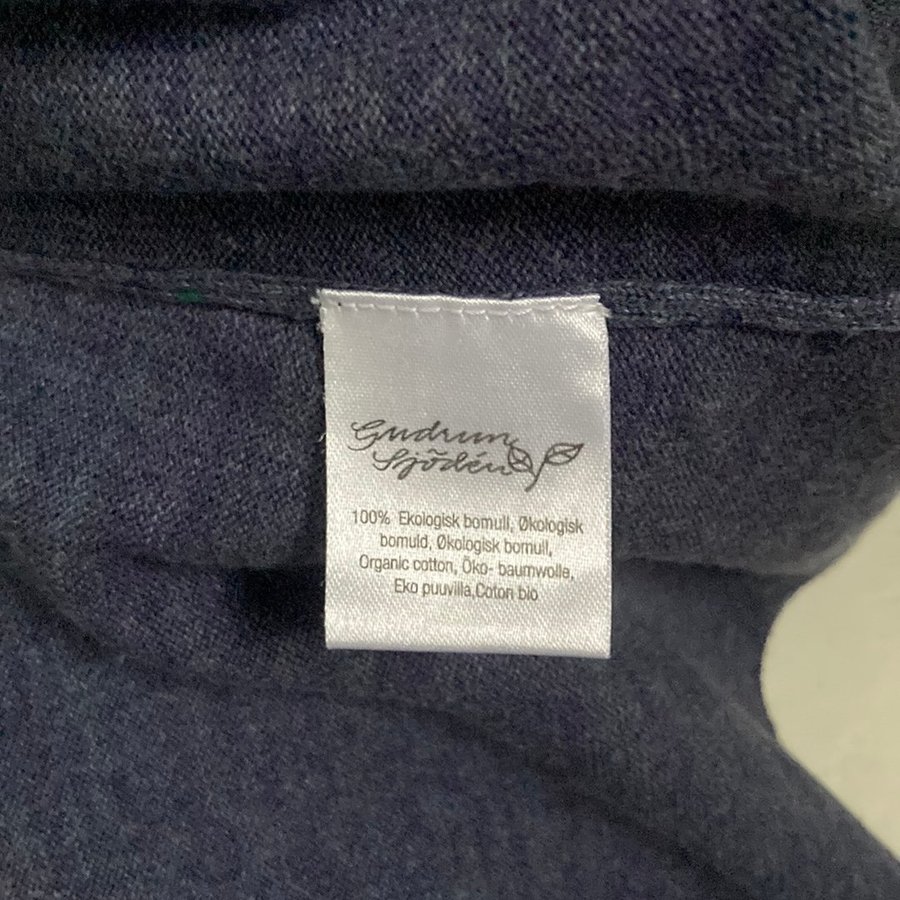 Gudrun
Sjödén
100% Ekologisk bomull, Økologisk
bomuld, Økologisk bomull,
Organic cotton, Öko- baumwolle,
Eko puuvilla,Coton bio